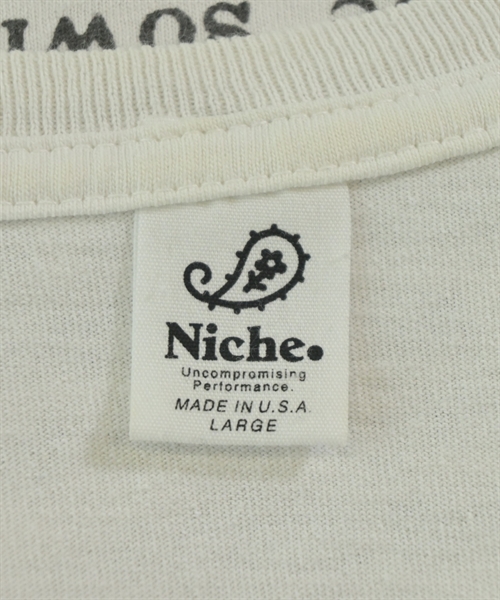 Niche.
Uncompromising
Performance.
MADE IN U.S.A.
LARGE